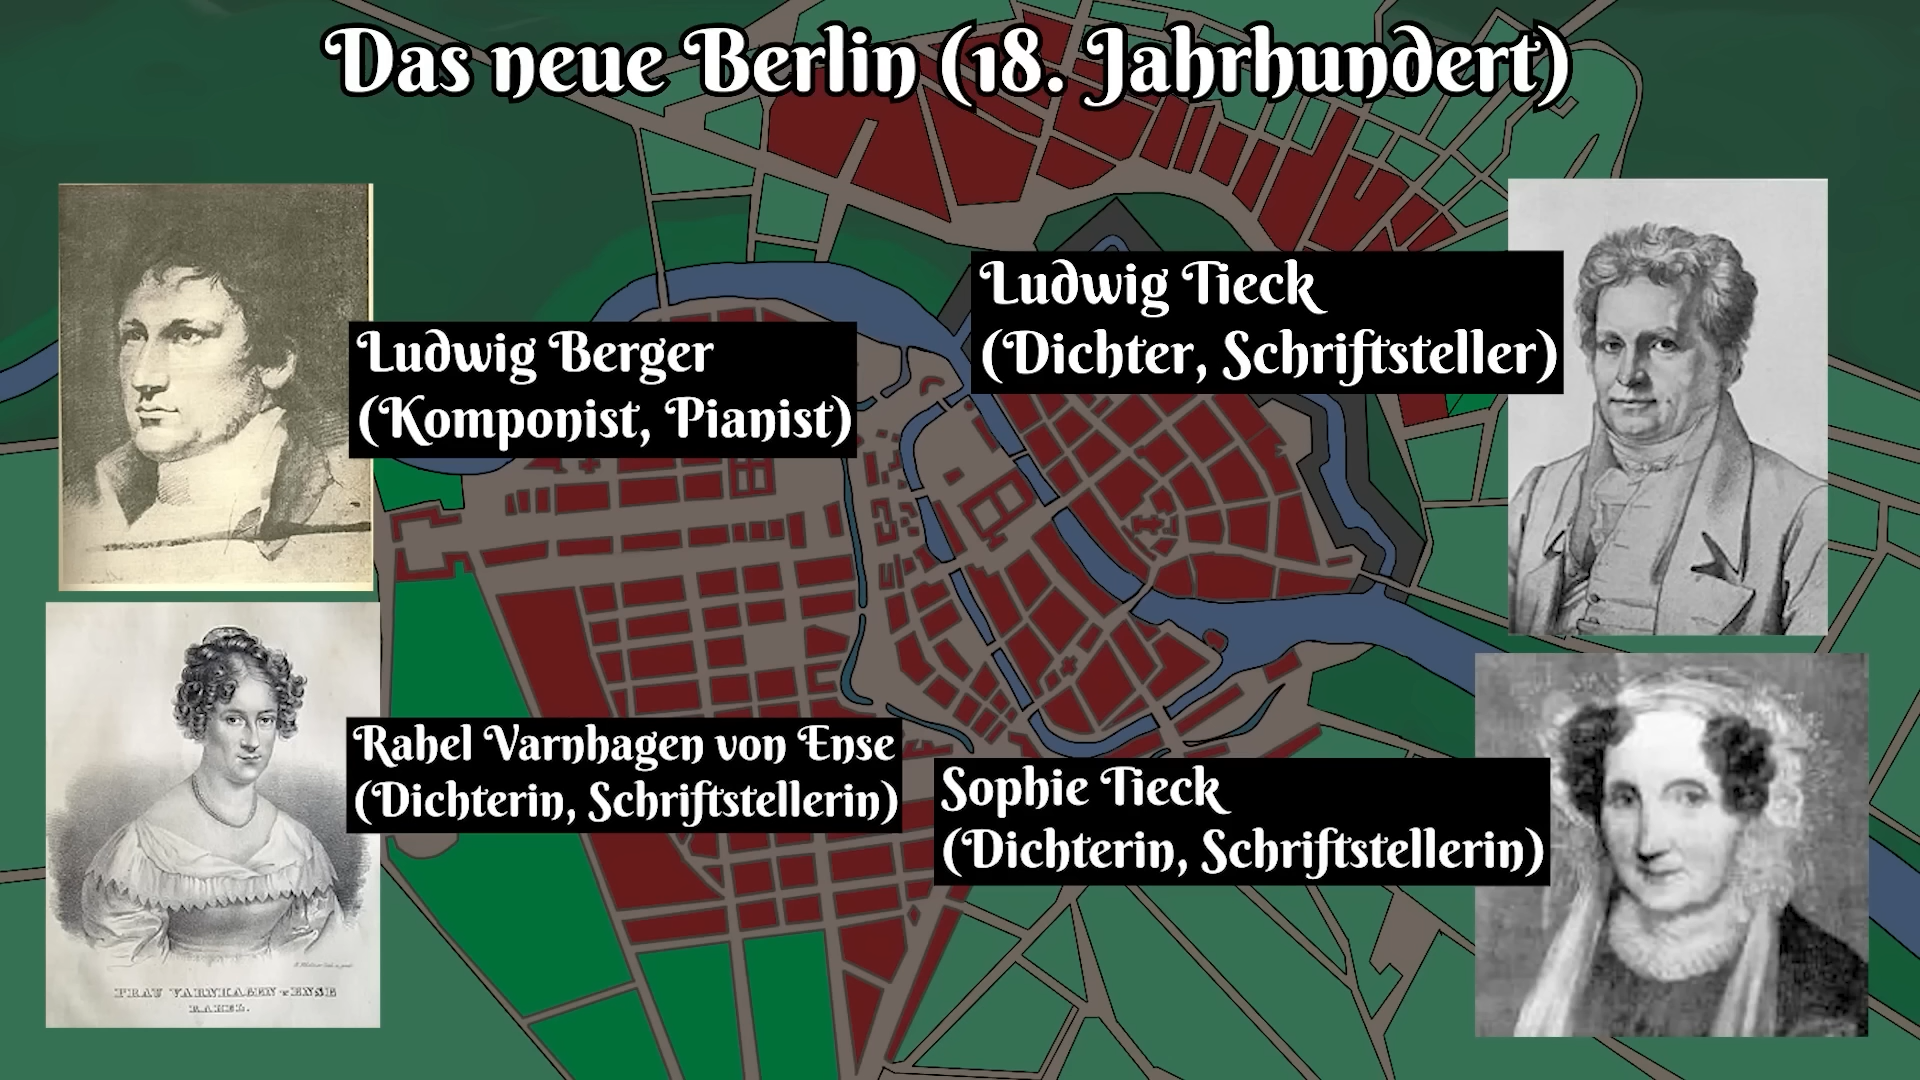 Das neue Berlin (18. Jahrhundert)
Ludwig Berger
(Komponist, Pianist)
Ludwig Tieck
(Dichter, Schriftsteller)
Rahel Varnhagen von Ense
(Dichterin, Schriftstellerin)
Sophie Tieck
(Dichterin, Schriftstellerin)
FRAU VARNHAGEN v. ENSE
RAHEL.